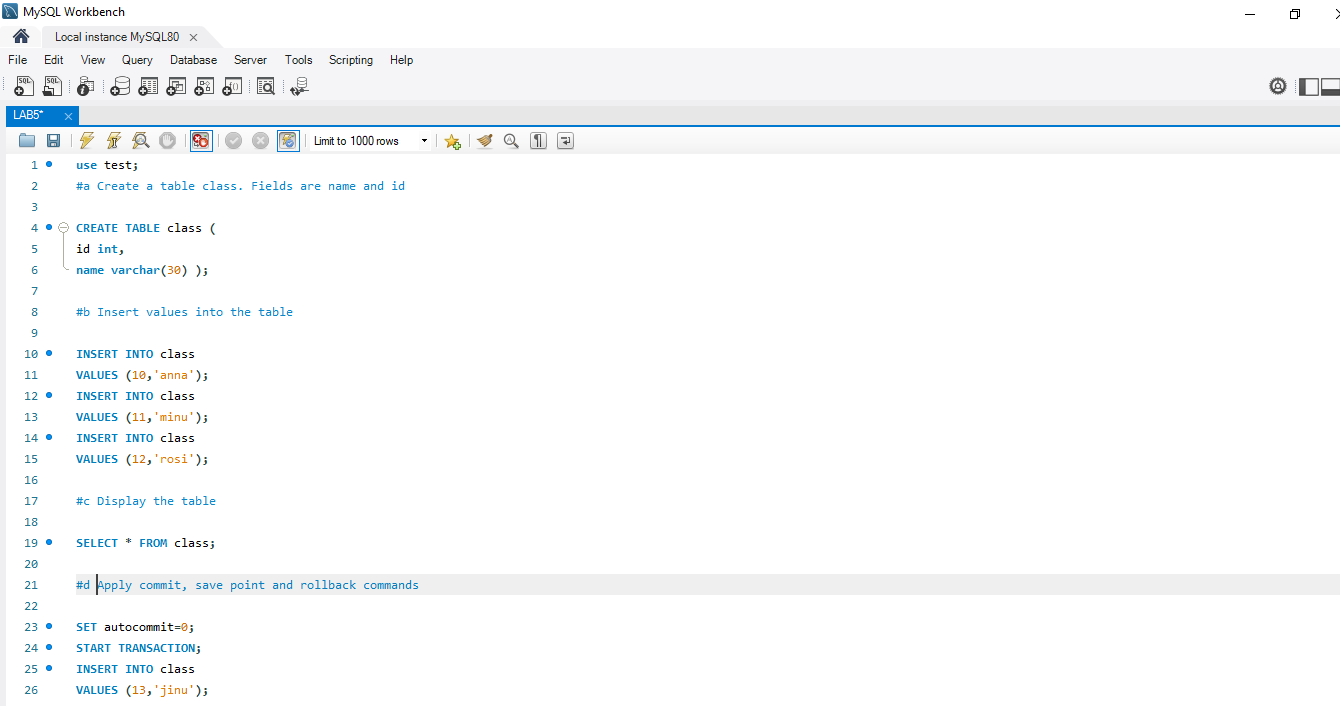 MySQL Workbench
Local instance MySQL80
File Edit View Query Database Server Tools Scripting Help
LAB5*
Limit to 1000 rows
1 use test;
2 #a Create a table class. Fields are name and id
3
4 CREATE TABLE class (
5 id int,
6 name varchar(30) );
7
8 #b Insert values into the table
9
10 INSERT INTO class
11 VALUES (10,'anna');
12 INSERT INTO class
13 VALUES (11,'minu');
14 INSERT INTO class
15 VALUES (12,'rosi');
16
17 #c Display the table
18
19 SELECT * FROM class;
20
21 #d Apply commit, save point and rollback commands
22
23 SET autocommit=0;
24 START TRANSACTION;
25 INSERT INTO class
26 VALUES (13,'jinu');